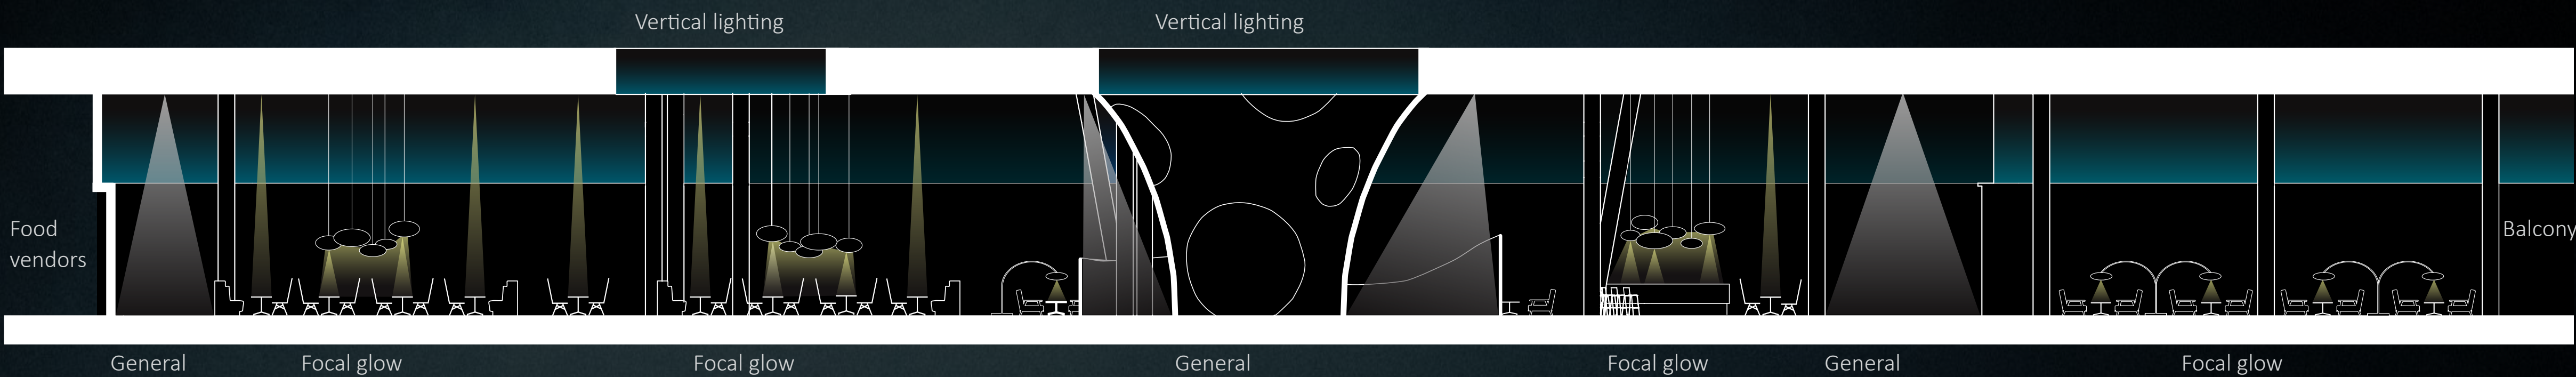 Vertical lighting
Vertical lighting
Food
vendors
Balcony
General
Focal glow
Focal glow
General
Focal glow
General
Focal glow